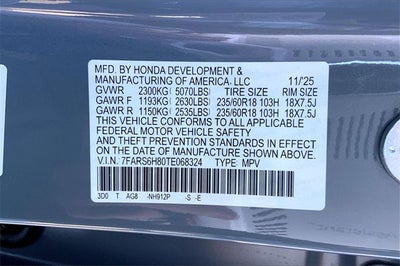 MFD. BY HONDA DEVELOPMENT &
MANUFACTURING OF AMERICA, LLC 11/25
GVWR 2300KG( 5070LBS) TIRE SIZE RIM SIZE
GAWR F 1193KG( 2630LBS) 235/60R18 103H 18X7.5J
GAWR R 1150KG( 2535LBS) 235/60R18 103H 18X7.5J
THIS VEHICLE CONFORMS TO ALL APPLICABLE
FEDERAL MOTOR VEHICLE SAFETY
AND THEFT PREVENTION STANDARDS IN EFFECT
ON THE DATE OF MANUFACTURE SHOWN ABOVE.
V.I.N. 7FARS6H80TE068324 TYPE MPV
3D0 T AG8 -NH912P -S -E